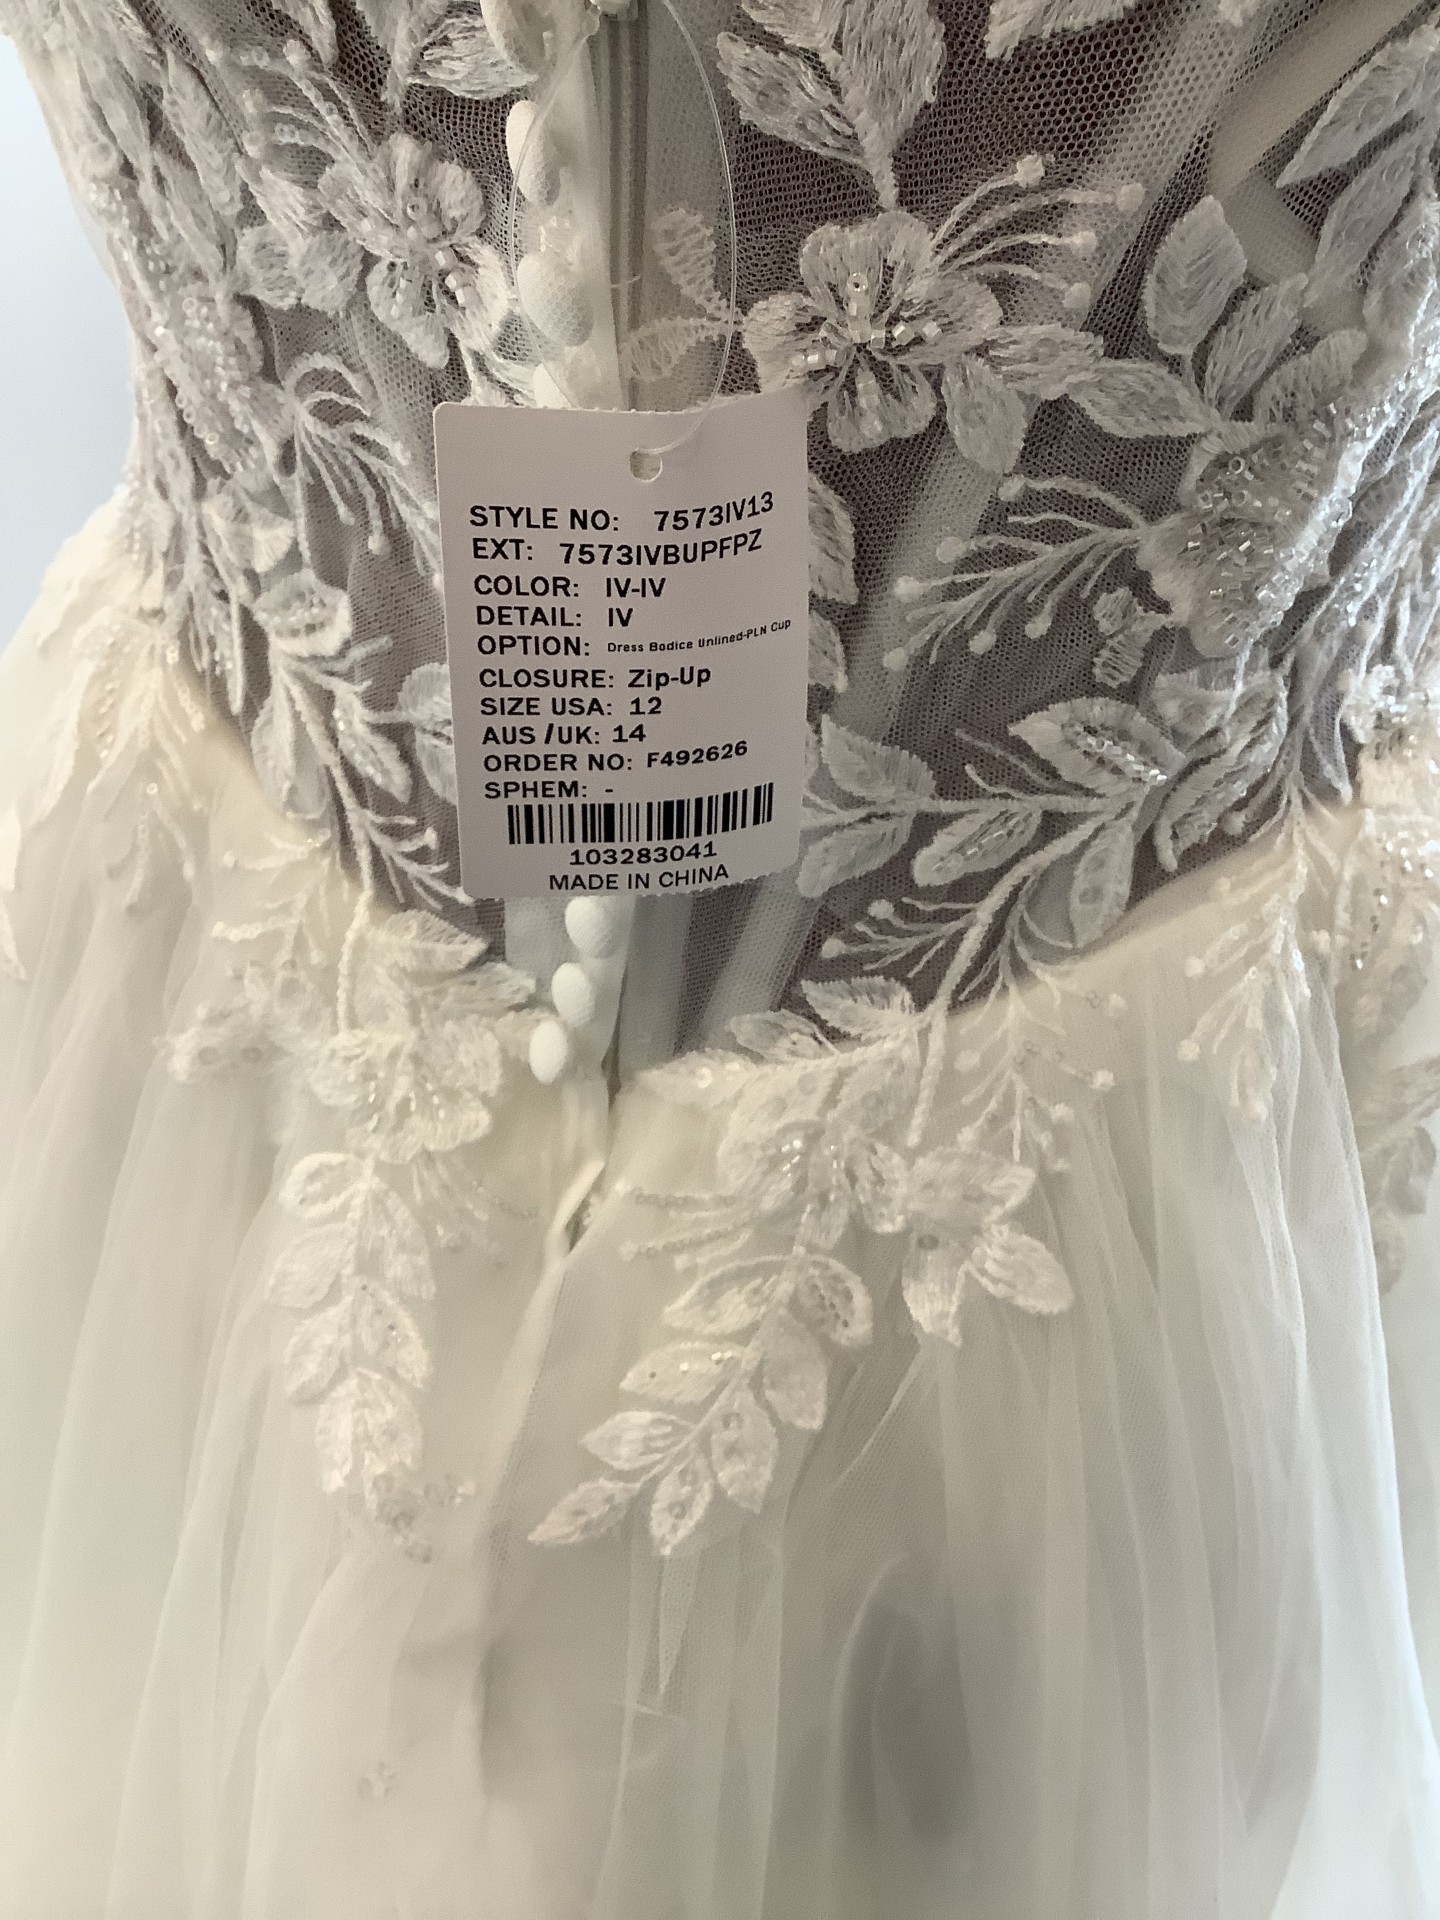 STYLE NO: 7573IV13
EXT: 7573IVBUPFPZ
COLOR: IV-IV
DETAIL: IV
OPTION: Dress Bodice Unlined-PLN Cup
CLOSURE: Zip-Up
SIZE USA: 12
AUS /UK: 14
ORDER NO: F492626
SPHEM: -
103283041
MADE IN CHINA